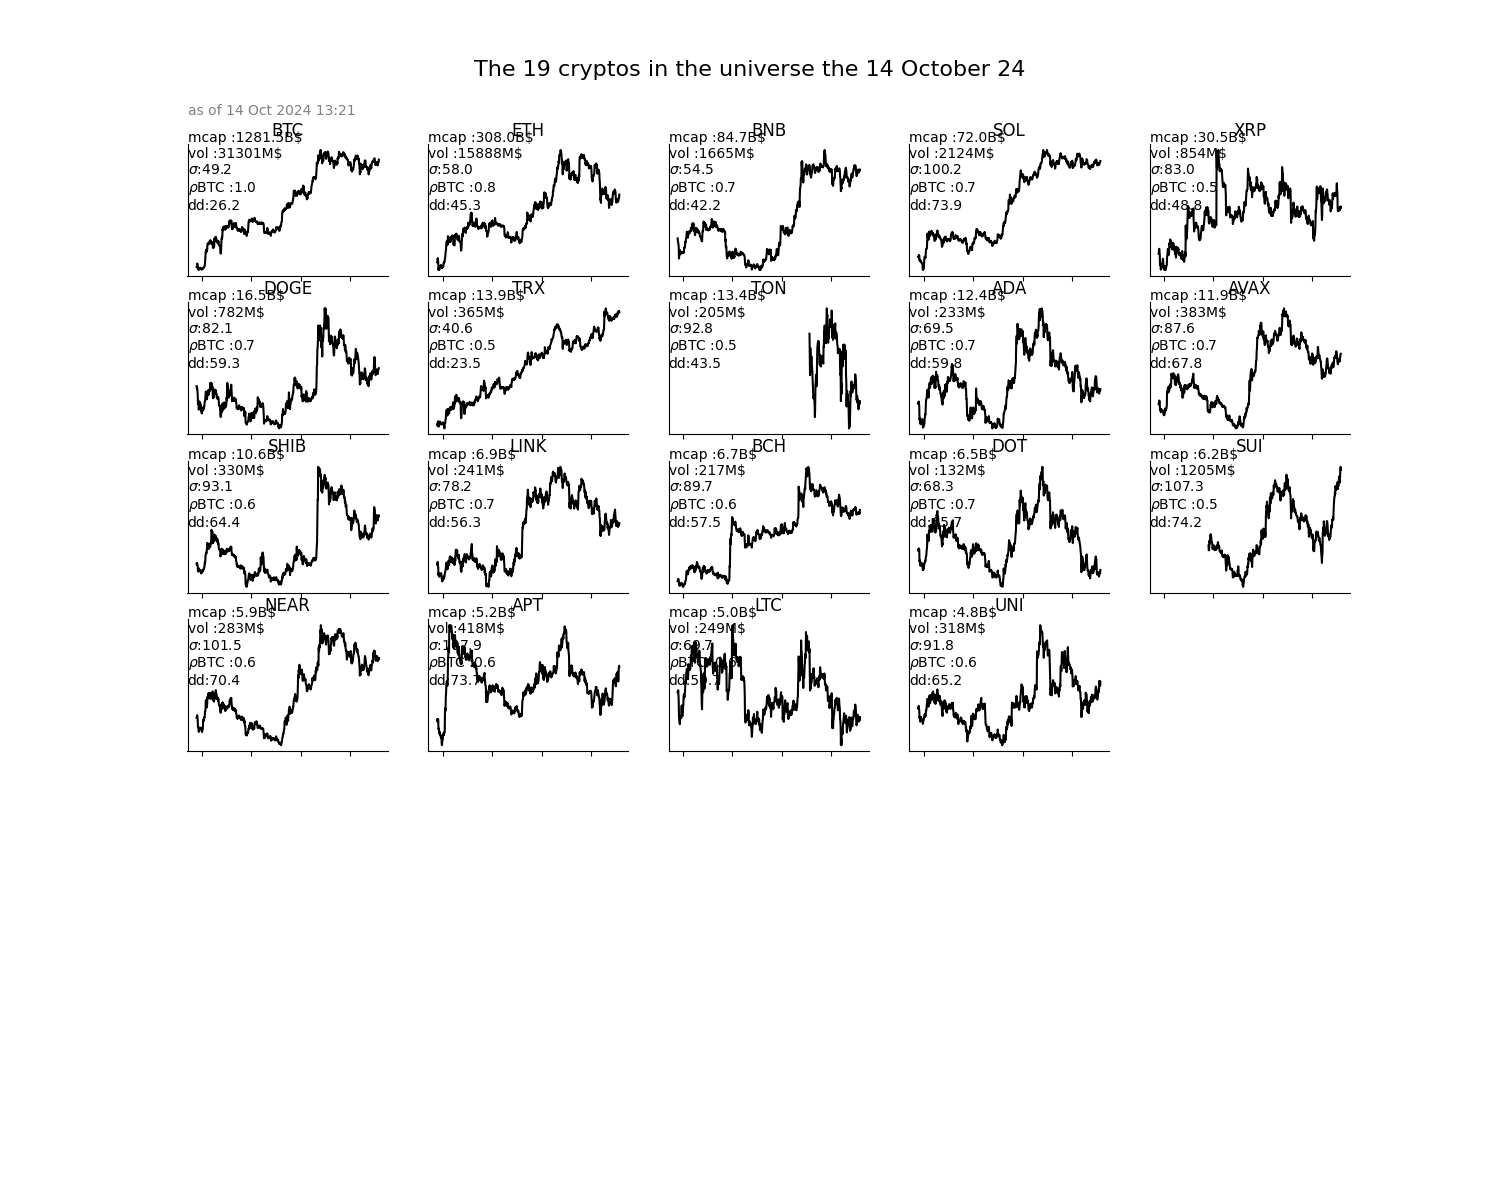 The 19 cryptos in the universe the 14 October 24
as of 14 Oct 2024 13:21
BTC
mcap :1281.5B$
vol :31301M$
σ:49.2
ρBTC :1.0
dd:26.2
ETH
mcap :308.0B$
vol :15888M$
σ:58.0
ρBTC :0.8
dd:45.3
BNB
mcap :84.7B$
vol :1665M$
σ:54.5
ρBTC :0.7
dd:42.2
SOL
mcap :72.0B$
vol :2124M$
σ:100.2
ρBTC :0.7
dd:73.9
XRP
mcap :30.5B$
vol :854M$
σ:83.0
ρBTC :0.5
dd:48.8
DOGE
mcap :16.5B$
vol :782M$
σ:82.1
ρBTC :0.7
dd:59.3
TRX
mcap :13.9B$
vol :365M$
σ:40.6
ρBTC :0.5
dd:23.5
TON
mcap :13.4B$
vol :205M$
σ:92.8
ρBTC :0.5
dd:43.5
ADA
mcap :12.4B$
vol :233M$
σ:69.5
ρBTC :0.7
dd:59.8
AVAX
mcap :11.9B$
vol :383M$
σ:87.6
ρBTC :0.7
dd:67.8
SHIB
mcap :10.6B$
vol :330M$
σ:93.1
ρBTC :0.6
dd:64.4
LINK
mcap :6.9B$
vol :241M$
σ:78.2
ρBTC :0.7
dd:56.3
BCH
mcap :6.7B$
vol :217M$
σ:89.7
ρBTC :0.6
dd:57.5
DOT
mcap :6.5B$
vol :132M$
σ:68.3
ρBTC :0.7
SUI
mcap :6.2B$
vol :1205M$
σ:107.3
ρBTC :0.5
dd:74.2
NEAR
mcap :5.9B$
vol :283M$
σ:101.5
ρBTC :0.6
dd:70.4
APT
mcap :5.2B$
vol :418M$
ρBTC :0.6
LTC
mcap :5.0B$
vol :249M$
UNI
mcap :4.8B$
vol :318M$
σ:91.8
ρBTC :0.6
dd:65.2